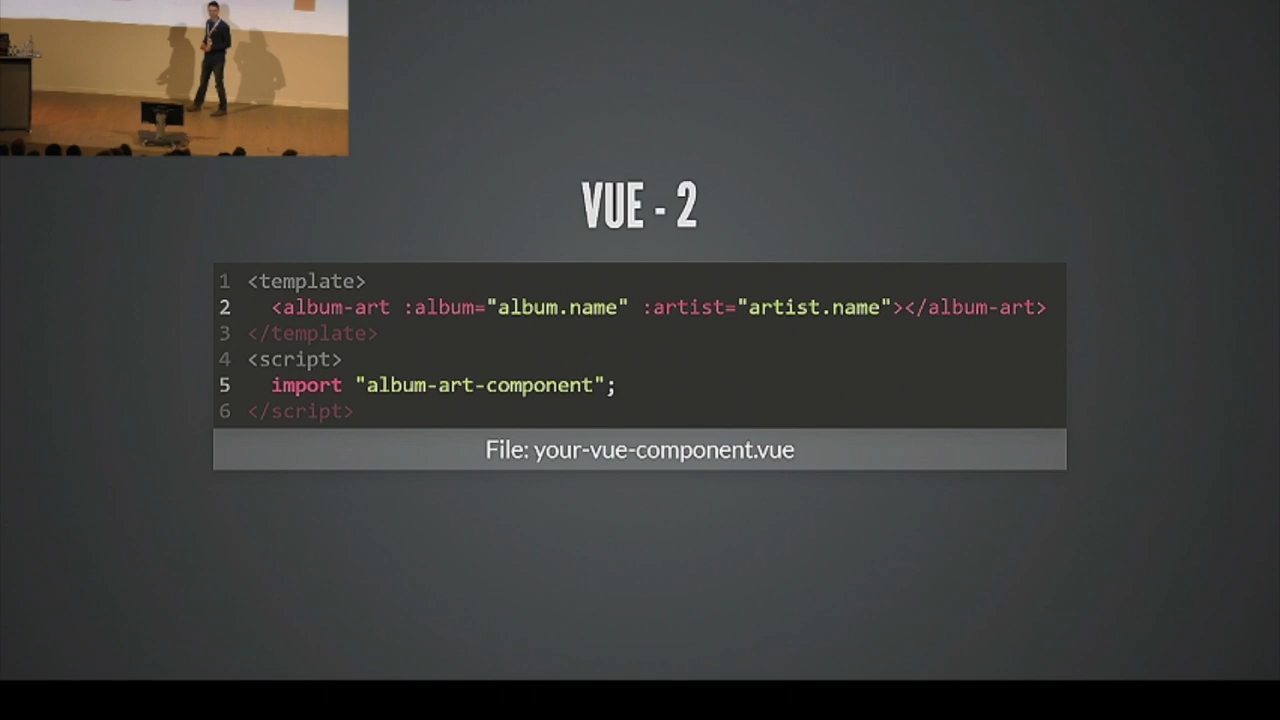 VUE - 2
1 <template>
2   <album-art :album="album.name" :artist="artist.name"></album-art>
3 </template>
4 <script>
5   import "album-art-component";
6 </script>
File: your-vue-component.vue